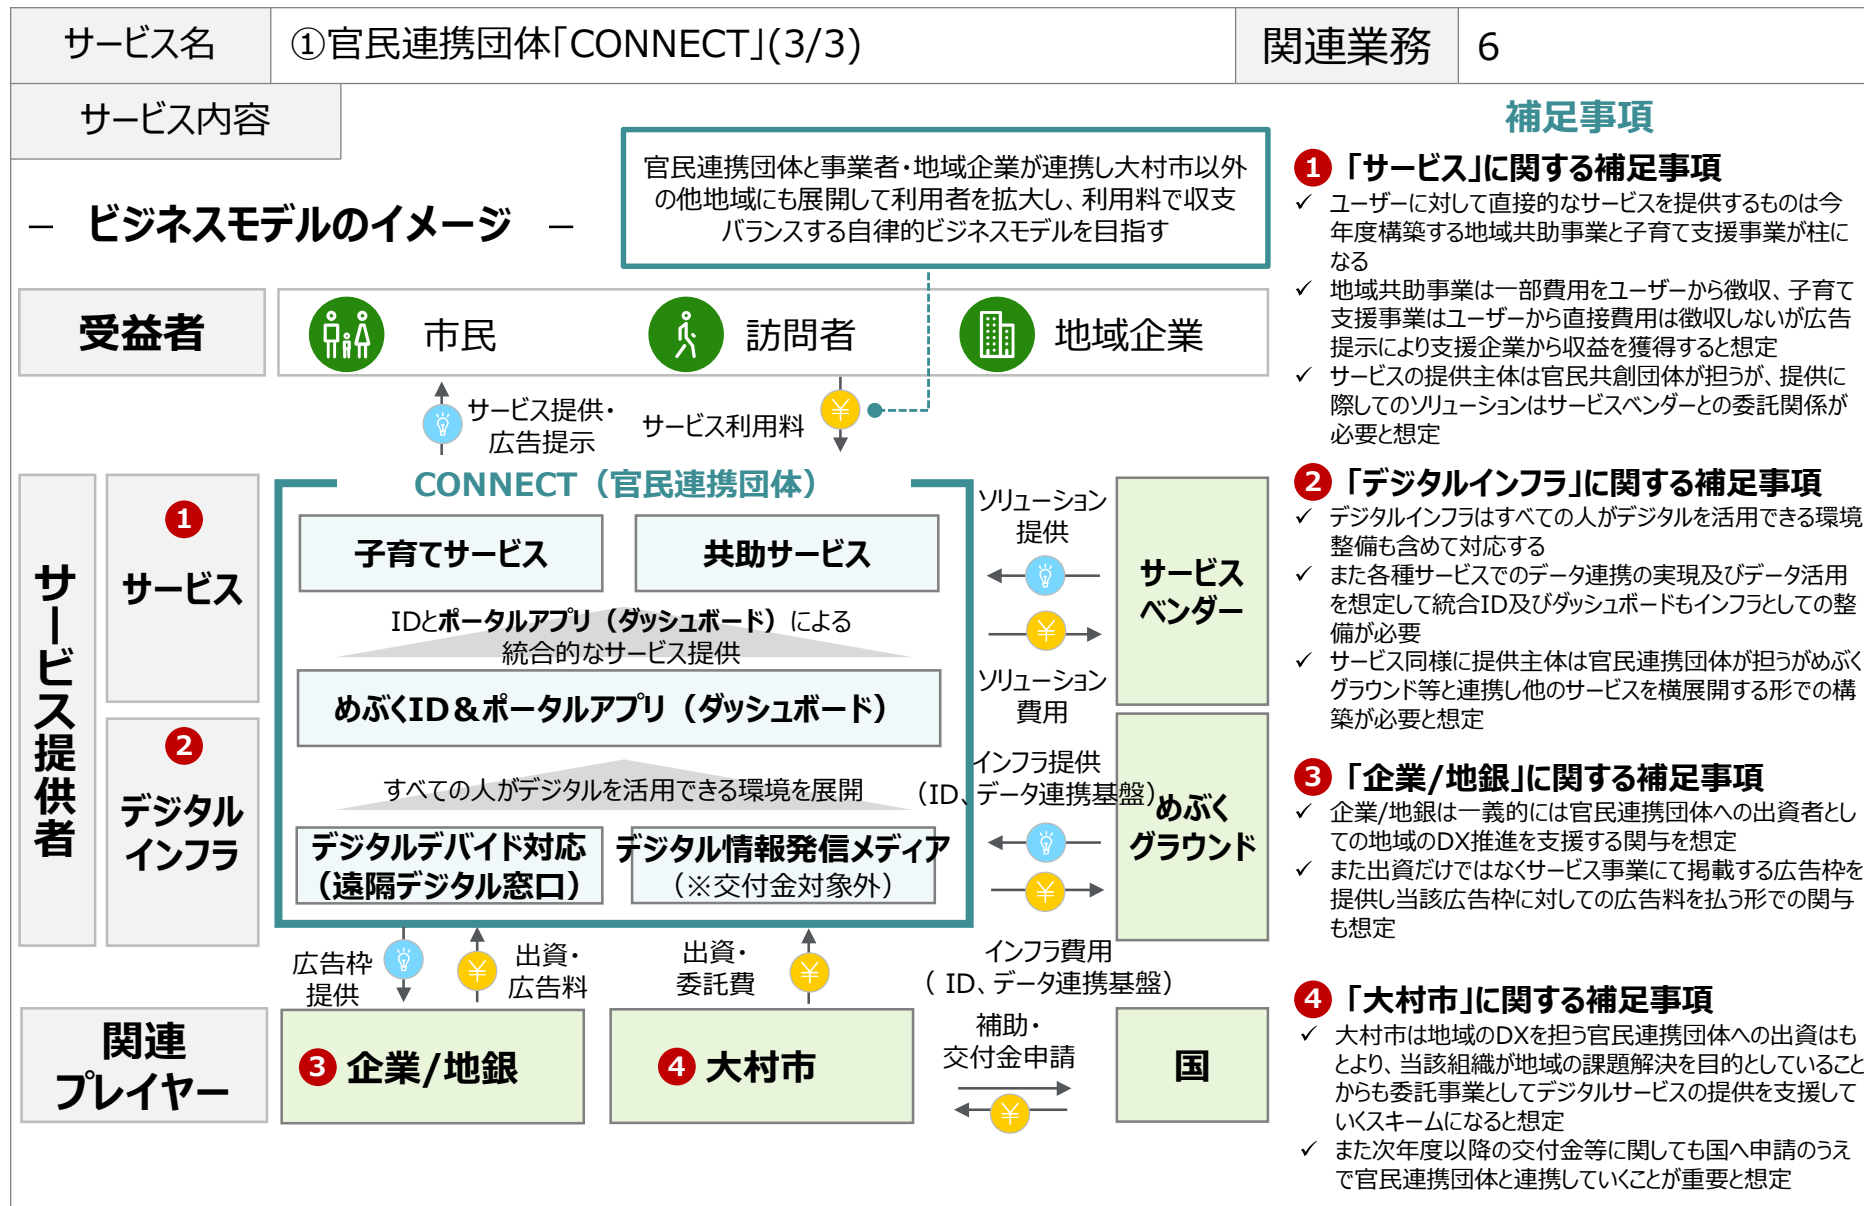 サービス名
①官民連携団体「CONNECT」(3/3)
関連業務
6
サービス内容
― ビジネスモデルのイメージ ―
官民連携団体と事業者・地域企業が連携し大村市以外
の他地域にも展開して利用者を拡大し、利用料で収支
バランスする自律的ビジネスモデルを目指す
受益者
市民
訪問者
地域企業
サービス提供・
広告提示
サービス利用料
¥
サービス提供者
1
サービス
2
デジタル
インフラ
CONNECT（官民連携団体）
子育てサービス
共助サービス
IDとポータルアプリ（ダッシュボード）による
統合的なサービス提供
めぶくID＆ポータルアプリ（ダッシュボード）
すべての人がデジタルを活用できる環境を展開
デジタルデバイド対応
（遠隔デジタル窓口）
デジタル情報発信メディア
（※交付金対象外）
ソリューション
提供
¥
ソリューション
費用
サービス
ベンダー
インフラ提供
（ID、データ連携基盤）
¥
インフラ費用
（ ID、データ連携基盤）
めぶく
グラウンド
広告枠
提供
¥
出資・
広告料
出資・
委託費
¥
関連
プレイヤー
3 企業/地銀
4 大村市
補助・
交付金申請
¥
国
補足事項
1 「サービス」に関する補足事項
✓ ユーザーに対して直接的なサービスを提供するものは今
年度構築する地域共助事業と子育て支援事業が柱に
なる
✓ 地域共助事業は一部費用をユーザーから徴収、子育て
支援事業はユーザーから直接費用は徴収しないが広告
提示により支援企業から収益を獲得すると想定
✓ サービスの提供主体は官民共創団体が担うが、提供に
際してのソリューションはサービスベンダーとの委託関係が
必要と想定
2 「デジタルインフラ」に関する補足事項
✓ デジタルインフラはすべての人がデジタルを活用できる環境
整備も含めて対応する
✓ また各種サービスでのデータ連携の実現及びデータ活用
を想定して統合ID及びダッシュボードもインフラとしての整
備が必要
✓ サービス同様に提供主体は官民連携団体が担うがめぶく
グラウンド等と連携し他のサービスを横展開する形での構
築が必要と想定
3 「企業/地銀」に関する補足事項
✓ 企業/地銀は一義的には官民連携団体への出資者とし
ての地域のDX推進を支援する関与を想定
✓ また出資だけではなくサービス事業にて掲載する広告枠を
提供し当該広告枠に対しての広告料を払う形での関与
も想定
4 「大村市」に関する補足事項
✓ 大村市は地域のDXを担う官民連携団体への出資はも
とより、当該組織が地域の課題解決を目的としていること
からも委託事業としてデジタルサービスの提供を支援して
いくスキームになると想定
✓ また次年度以降の交付金等に関しても国へ申請のうえ
で官民連携団体と連携していくことが重要と想定